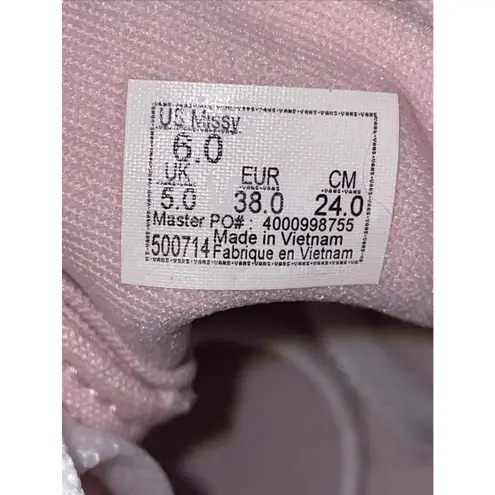 US Missy
6.0
UK EUR CM
5.0 38.0 24.0
Master PO# : 4000998755
500714 Made in Vietnam
Fabrique en Vietnam